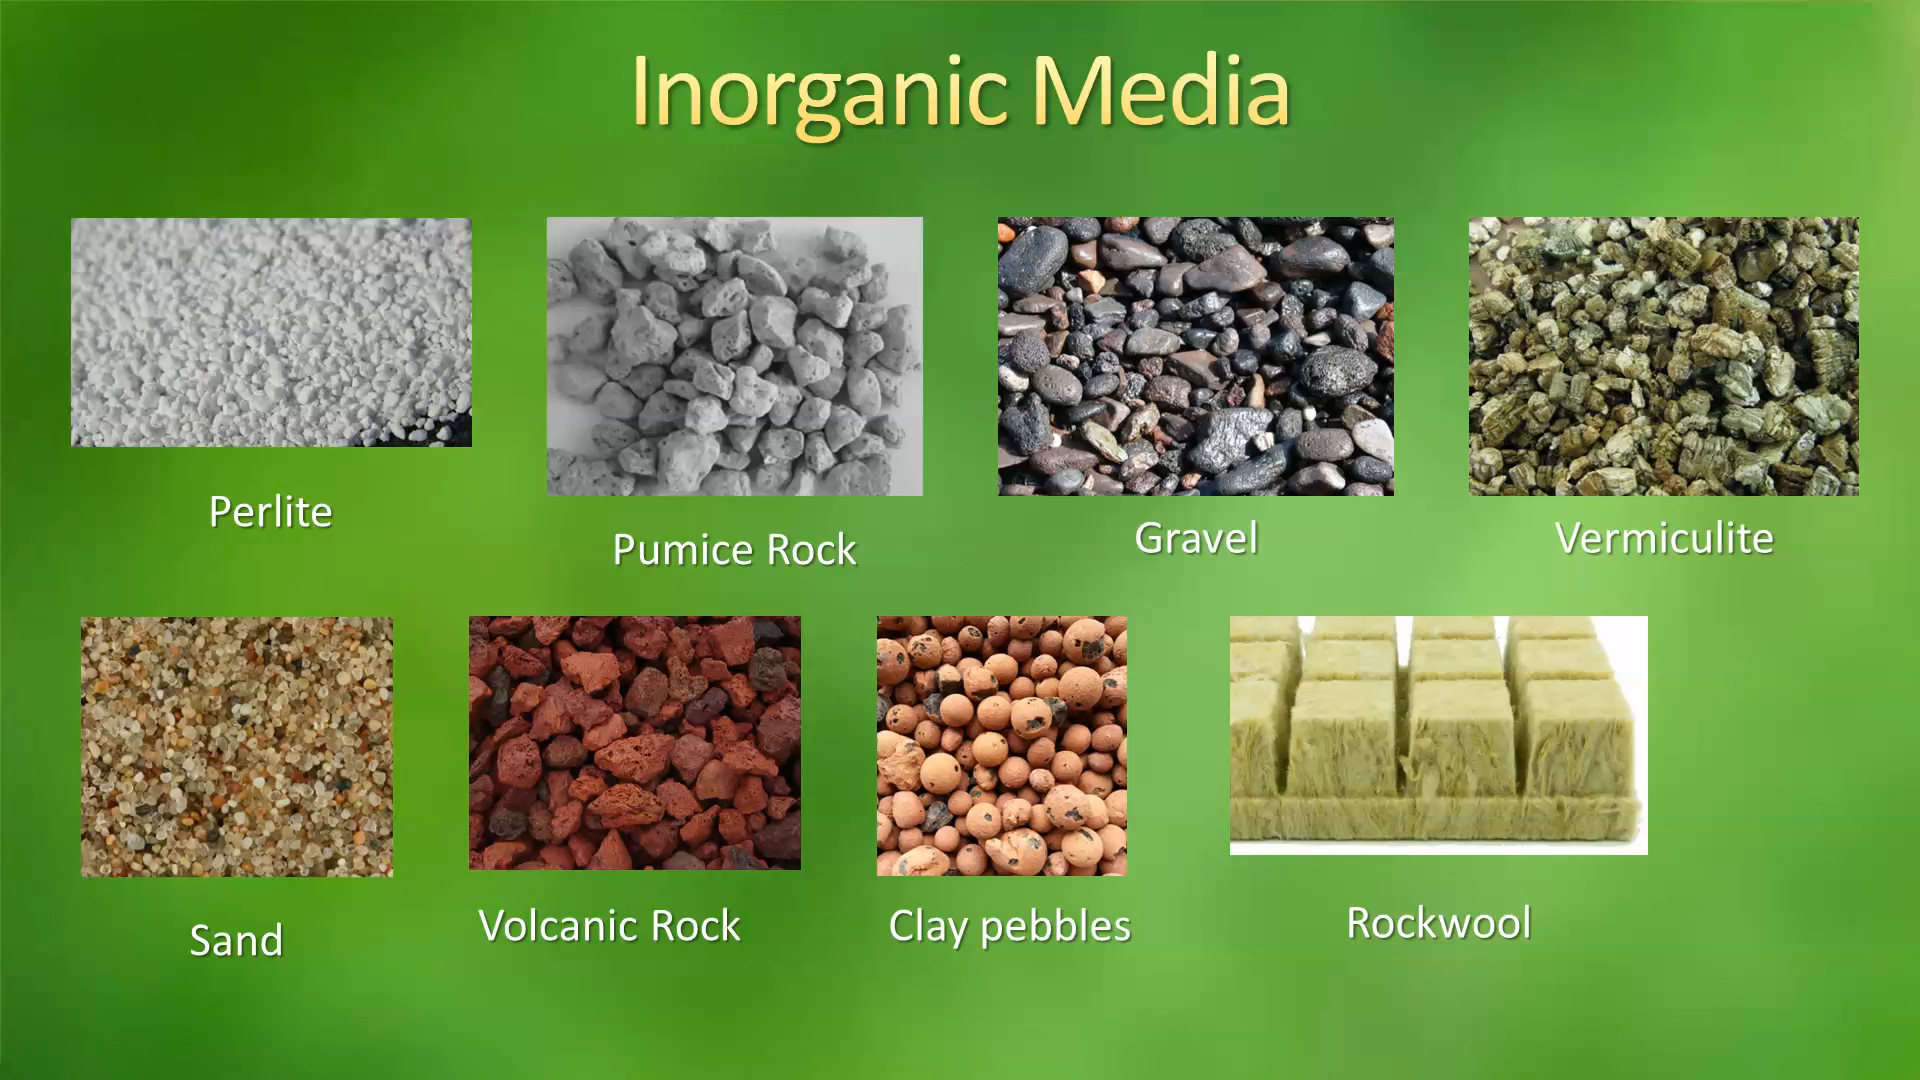 Inorganic Media
Perlite
Pumice Rock
Gravel
Vermiculite
Sand
Volcanic Rock
Clay pebbles
Rockwool